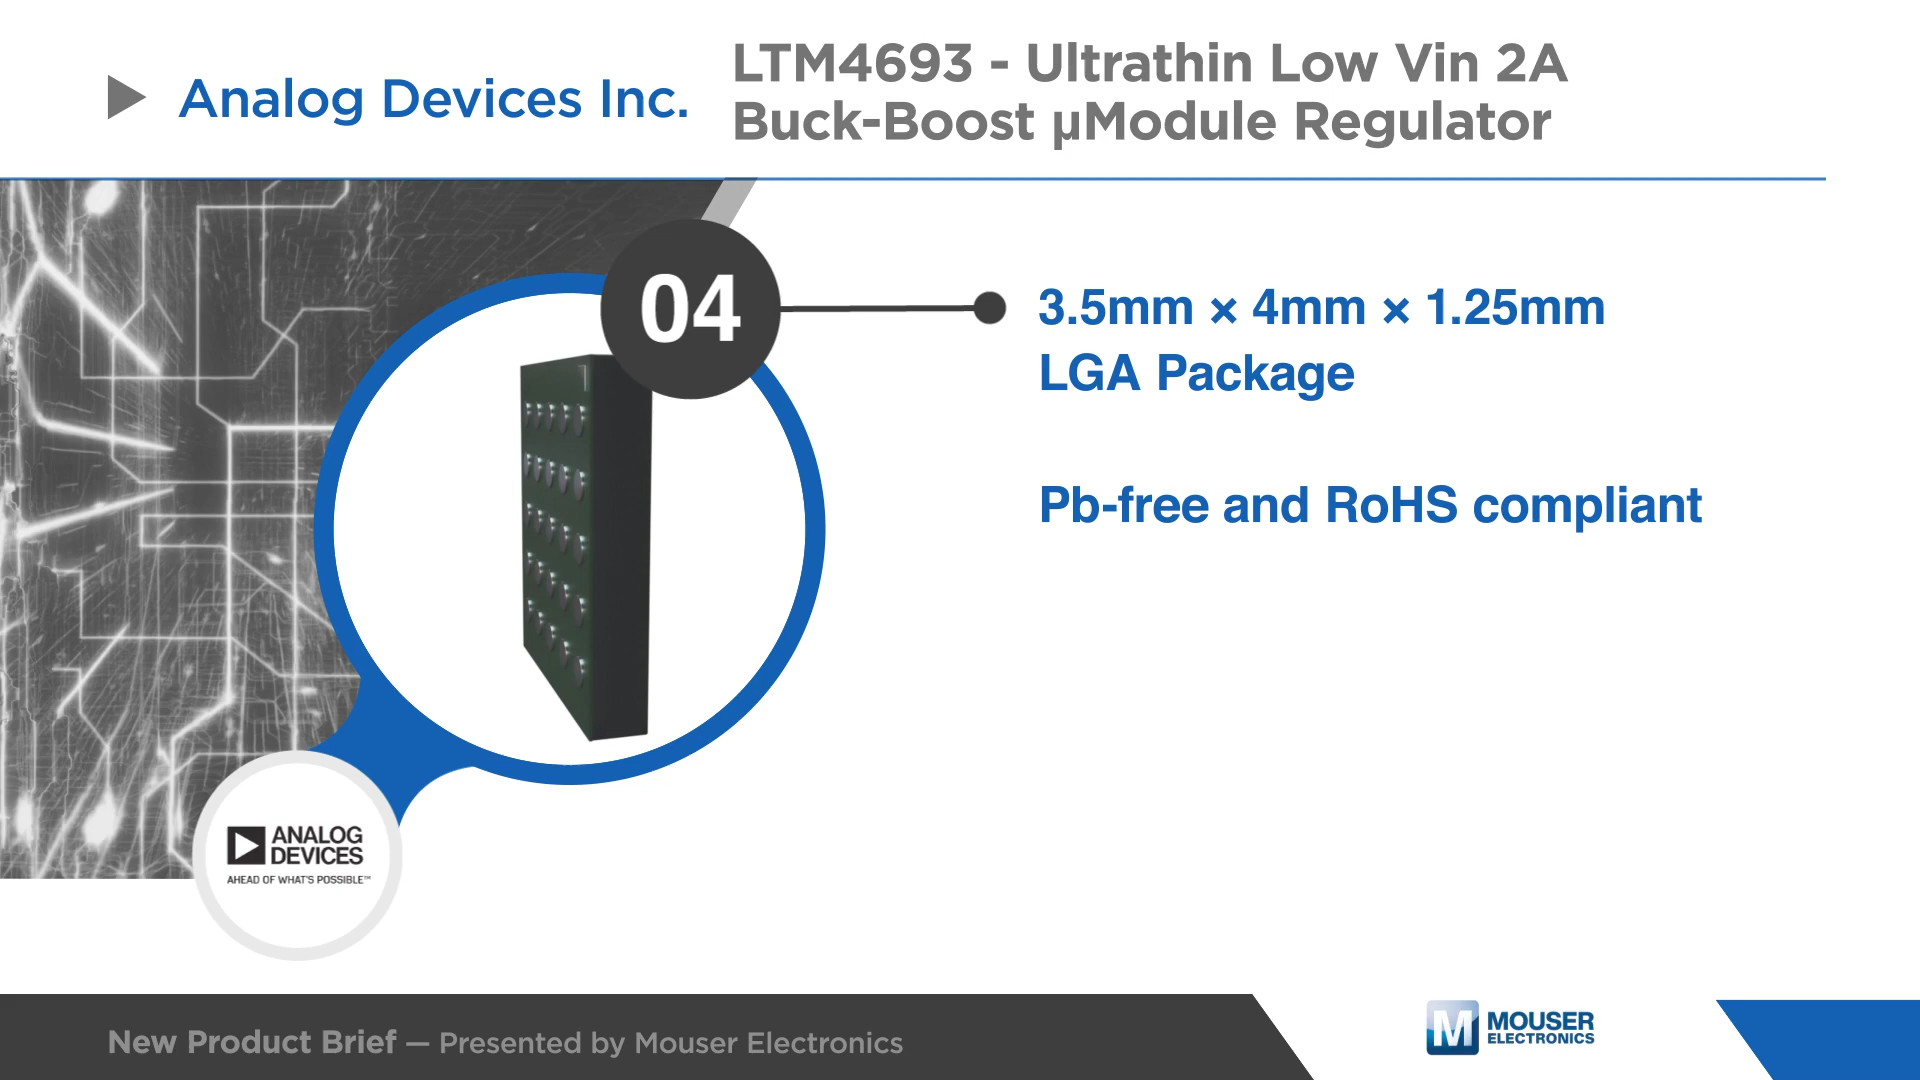 Analog Devices Inc.
LTM4693 - Ultrathin Low Vin 2A
Buck-Boost µModule Regulator
04
3.5mm × 4mm × 1.25mm
LGA Package
Pb-free and RoHS compliant
ANALOG
DEVICES
AHEAD OF WHAT'S POSSIBLE™
New Product Brief — Presented by Mouser Electronics
M
MOUSER
ELECTRONICS